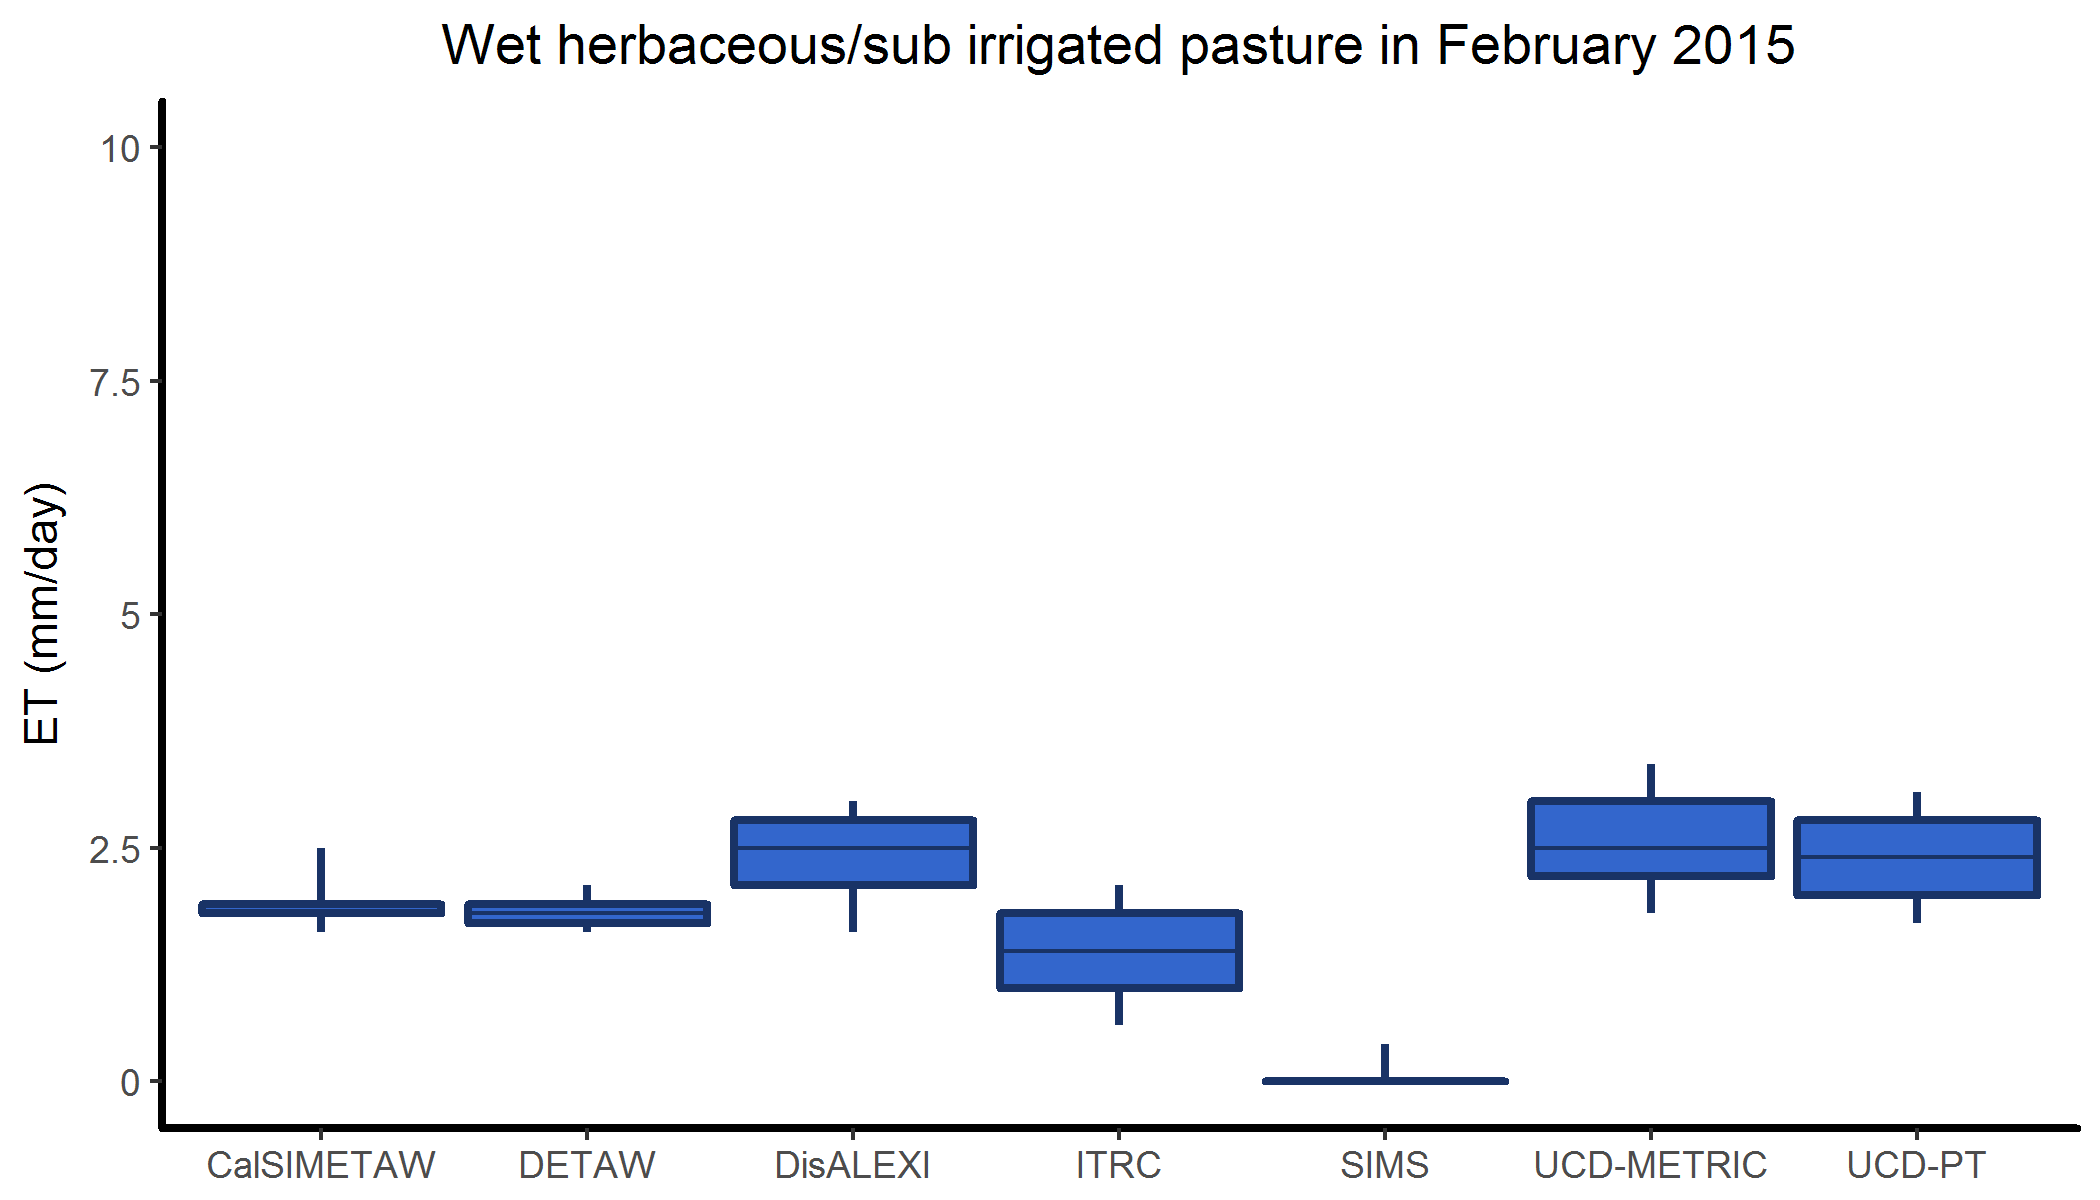 Wet herbaceous/sub irrigated pasture in February 2015
ET (mm/day)
10
7.5
5
2.5
0
CalSIMETAW DETAW DisALEXI ITRC SIMS UCD-METRIC UCD-PT